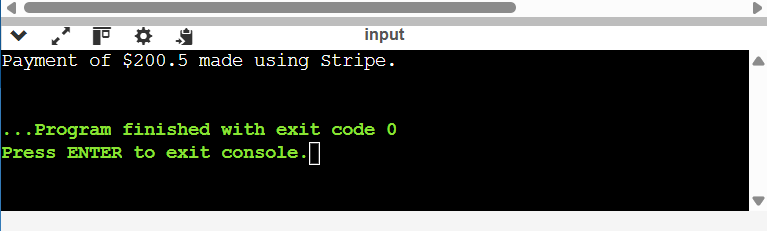 input
Payment of $200.5 made using Stripe.
...Program finished with exit code 0
Press ENTER to exit console.